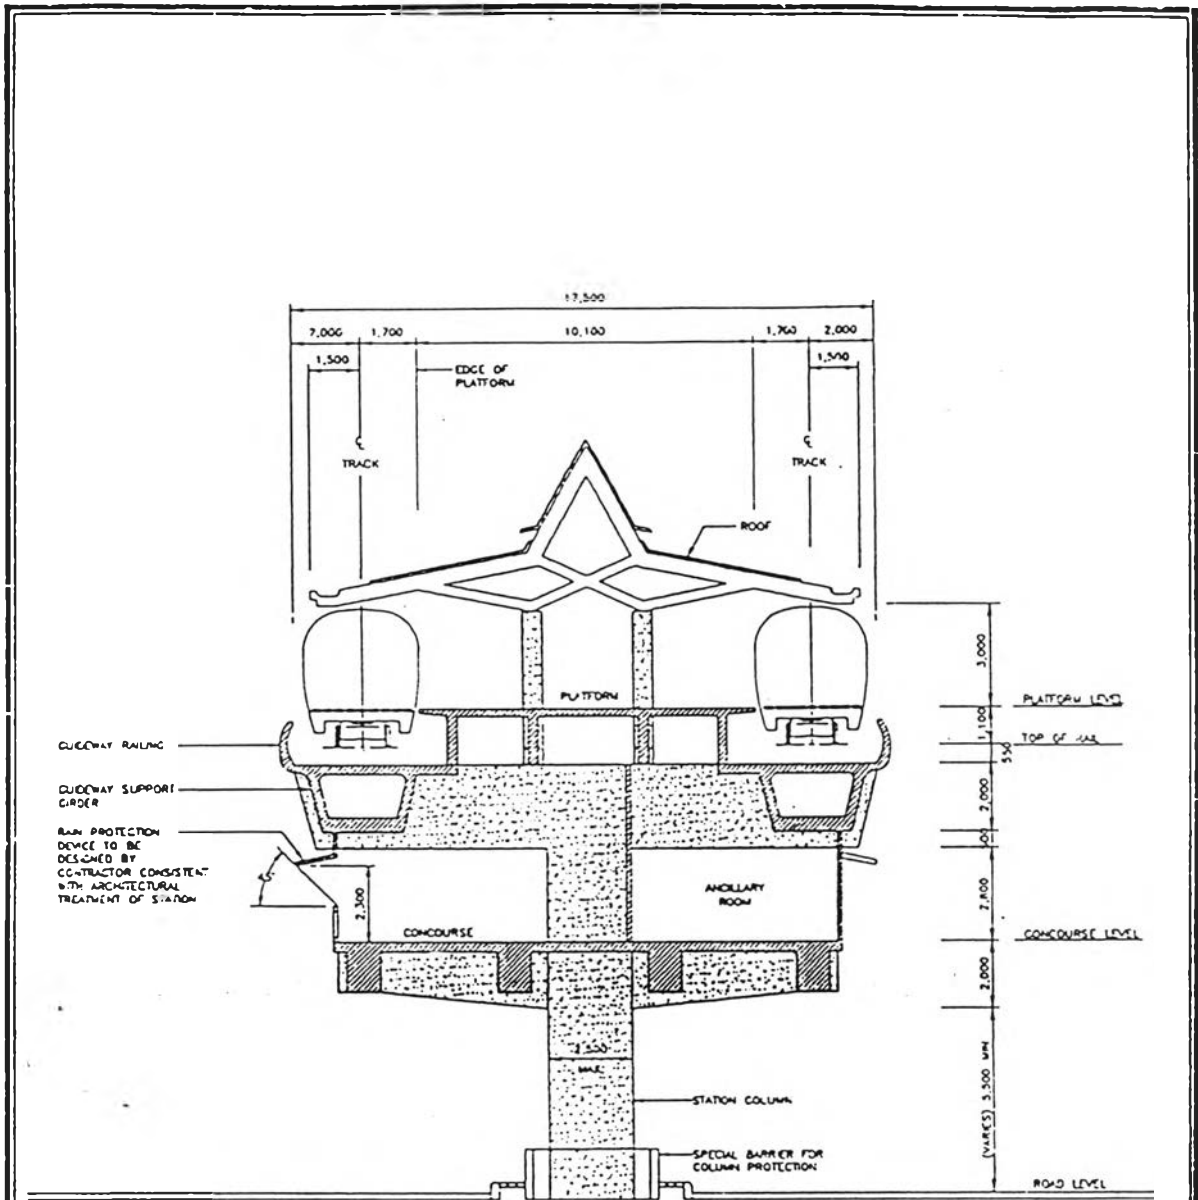 17,500
7,000 1,700 10,100 1,700 2,000
1,500 1,500
EDGE OF
PLATFORM
℄
TRACK
℄
TRACK
ROOF
3,000
PLATFORM
PLATFORM LEVEL
1,100
GUIDEWAY RAILING
TOP OF RAIL
550
GUIDEWAY SUPPORT
GIRDER
2,000
RAIN PROTECTION
DEVICE TO BE
DESIGNED BY
CONTRACTOR CONSISTENT
WITH ARCHITECTURAL
TREATMENT OF STATION
45°
2,300
ANCILLARY
ROOM
2,800
CONCOURSE
CONCOURSE LEVEL
2,000
2,500
MAX.
(VARIES) 5,500 MIN
STATION COLUMN
SPECIAL BARRIER FOR
COLUMN PROTECTION
ROAD LEVEL